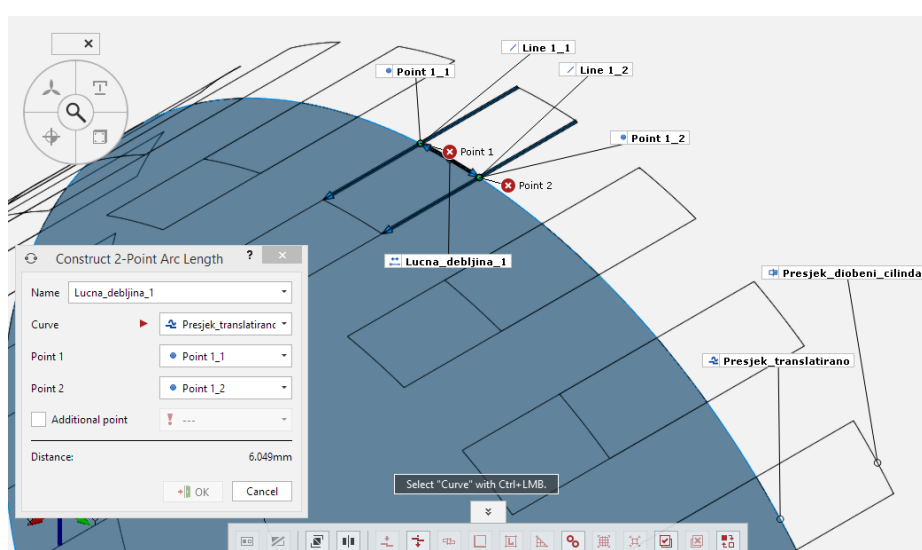 Line 1_1
Point 1_1
Line 1_2
Point 1_2
Point 1
Point 2
Lucna_debljina_1
Presjek_diobeni_cilinda
Presjek_translatirano
Construct 2-Point Arc Length ?
Name Lucna_debljina_1
Curve Presjek_translatiranc
Point 1 Point 1_1
Point 2 Point 1_2
Additional point ---
Distance: 6.049mm
OK Cancel
Select "Curve" with Ctrl+LMB.